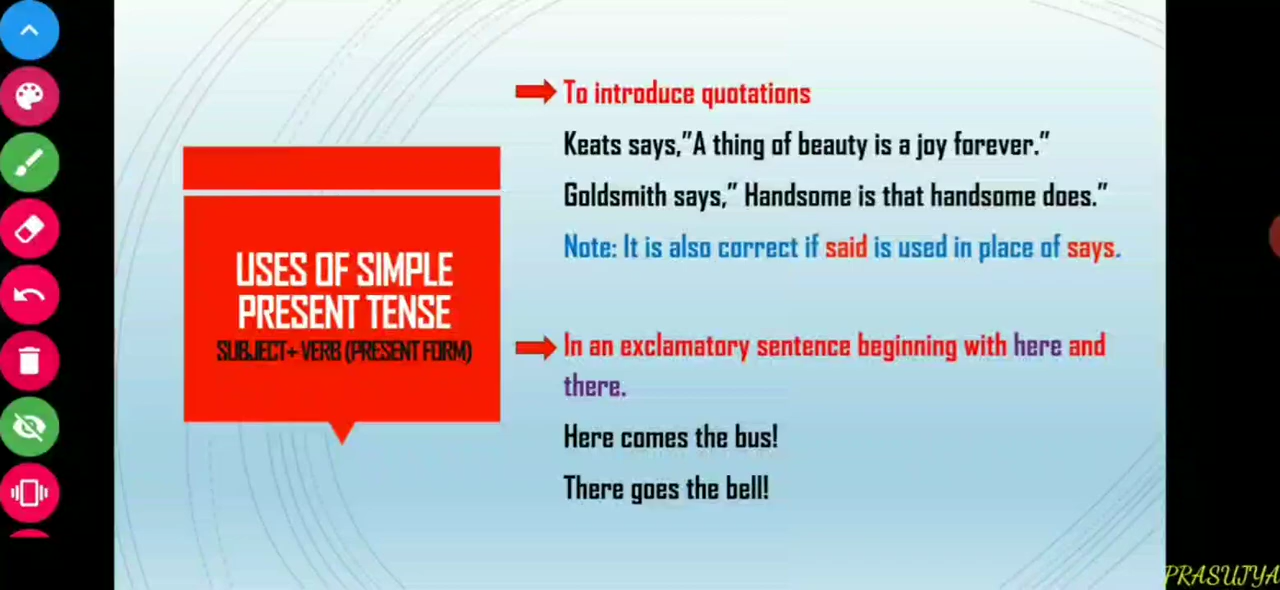 USES OF SIMPLE
PRESENT TENSE
SUBJECT+ VERB (PRESENT FORM)
To introduce quotations
Keats says,”A thing of beauty is a joy forever.”
Goldsmith says,” Handsome is that handsome does.”
Note: It is also correct if said is used in place of says.
In an exclamatory sentence beginning with here and
there.
Here comes the bus!
There goes the bell!
PRASUJYA